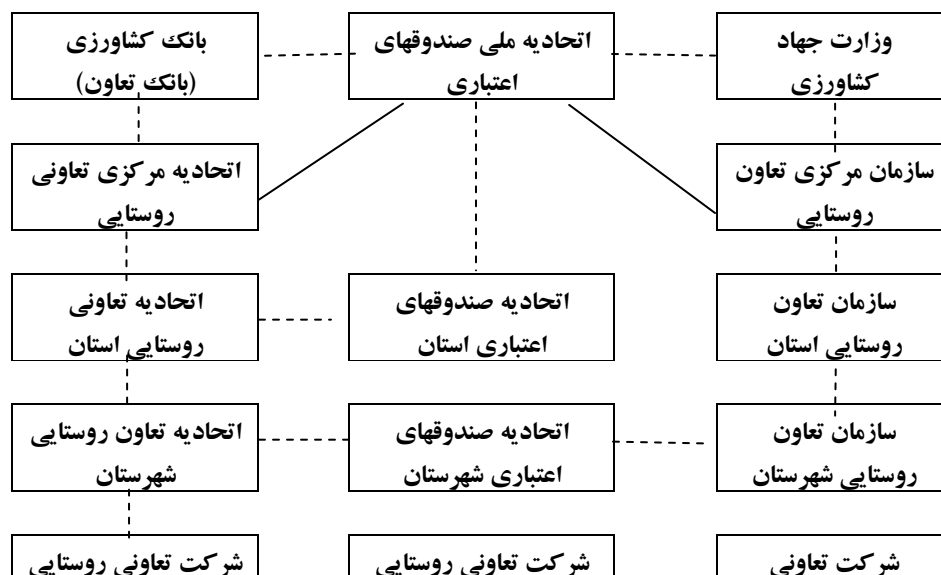 وزارت جهاد
کشاورزی
اتحادیه ملی صندوقهای
اعتباری
بانک کشاورزی
(بانک تعاون)
سازمان مرکزی تعاون
روستایی
اتحادیه مرکزی تعاونی
روستایی
سازمان تعاون
روستایی استان
اتحادیه صندوقهای
اعتباری استان
اتحادیه تعاونی
روستایی استان
سازمان تعاون
روستایی شهرستان
اتحادیه صندوقهای
اعتباری شهرستان
اتحادیه تعاون روستایی
شهرستان
شرکت تعاونی
شرکت تعاونی روستایی
شرکت تعاونی روستایی